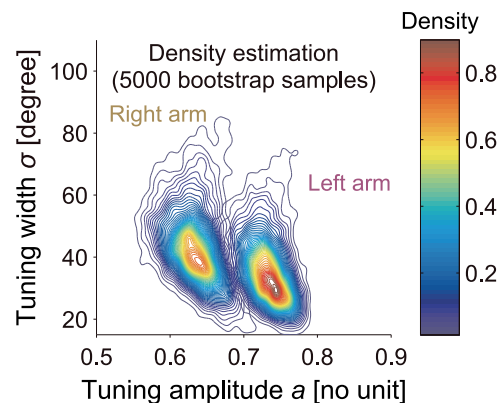 Density
Density estimation
(5000 bootstrap samples)
Right arm
Left arm
Tuning width σ [degree]
100
80
60
40
20
0.5 0.6 0.7 0.8 0.9
Tuning amplitude a [no unit]
0.8
0.6
0.4
0.2